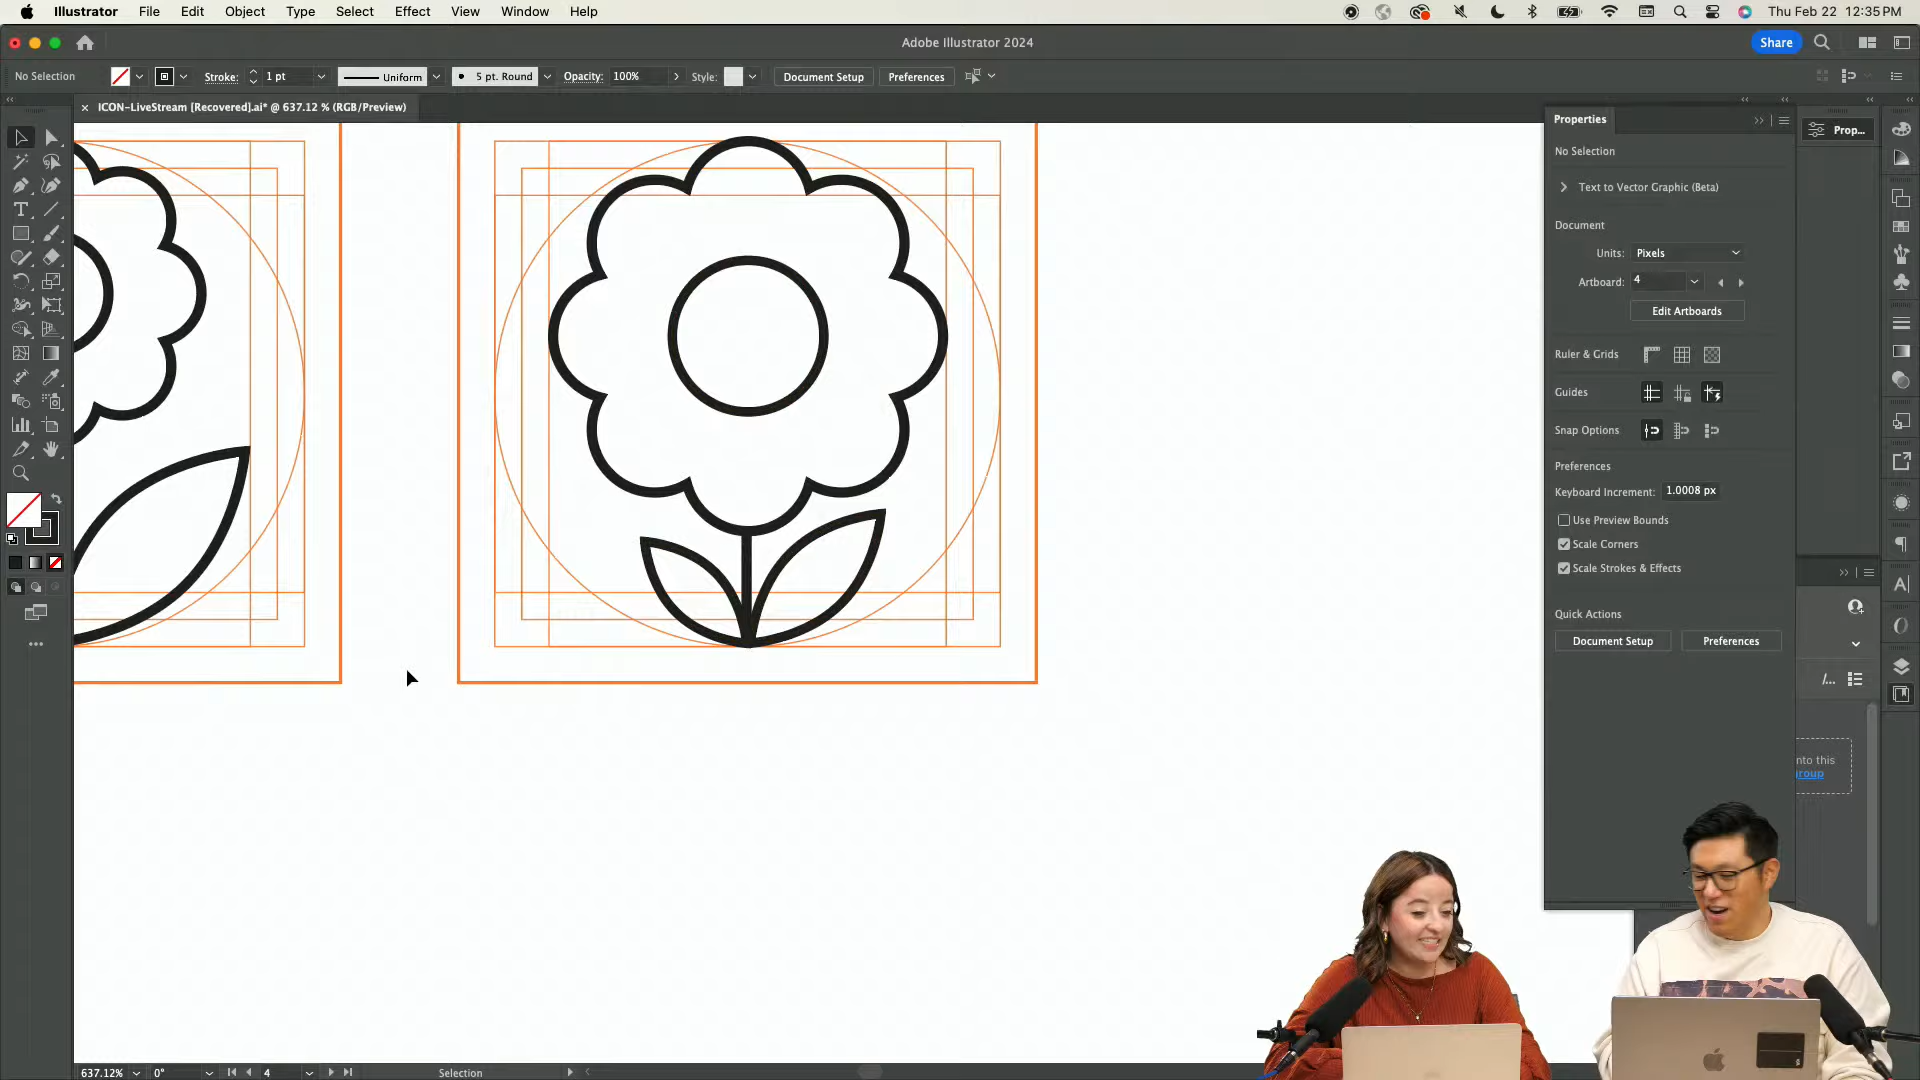 Illustrator File Edit Object Type Select Effect View Window Help
Thu Feb 22 12:35 PM
Adobe Illustrator 2024
Share
No Selection
Stroke:
1 pt
Uniform
5 pt. Round
Opacity:
100%
Style:
Document Setup
Preferences
ICON-LiveStream [Recovered].ai* @ 637.12 % (RGB/Preview)
Properties
Prop...
No Selection
Text to Vector Graphic (Beta)
Document
Units: Pixels
Artboard: 4
Edit Artboards
Ruler & Grids
Guides
Snap Options
Preferences
Keyboard Increment: 1.0008 px
Use Preview Bounds
Scale Corners
Scale Strokes & Effects
Quick Actions
Document Setup
Preferences
/...
nto this
group
637.12%
0°
4
Selection